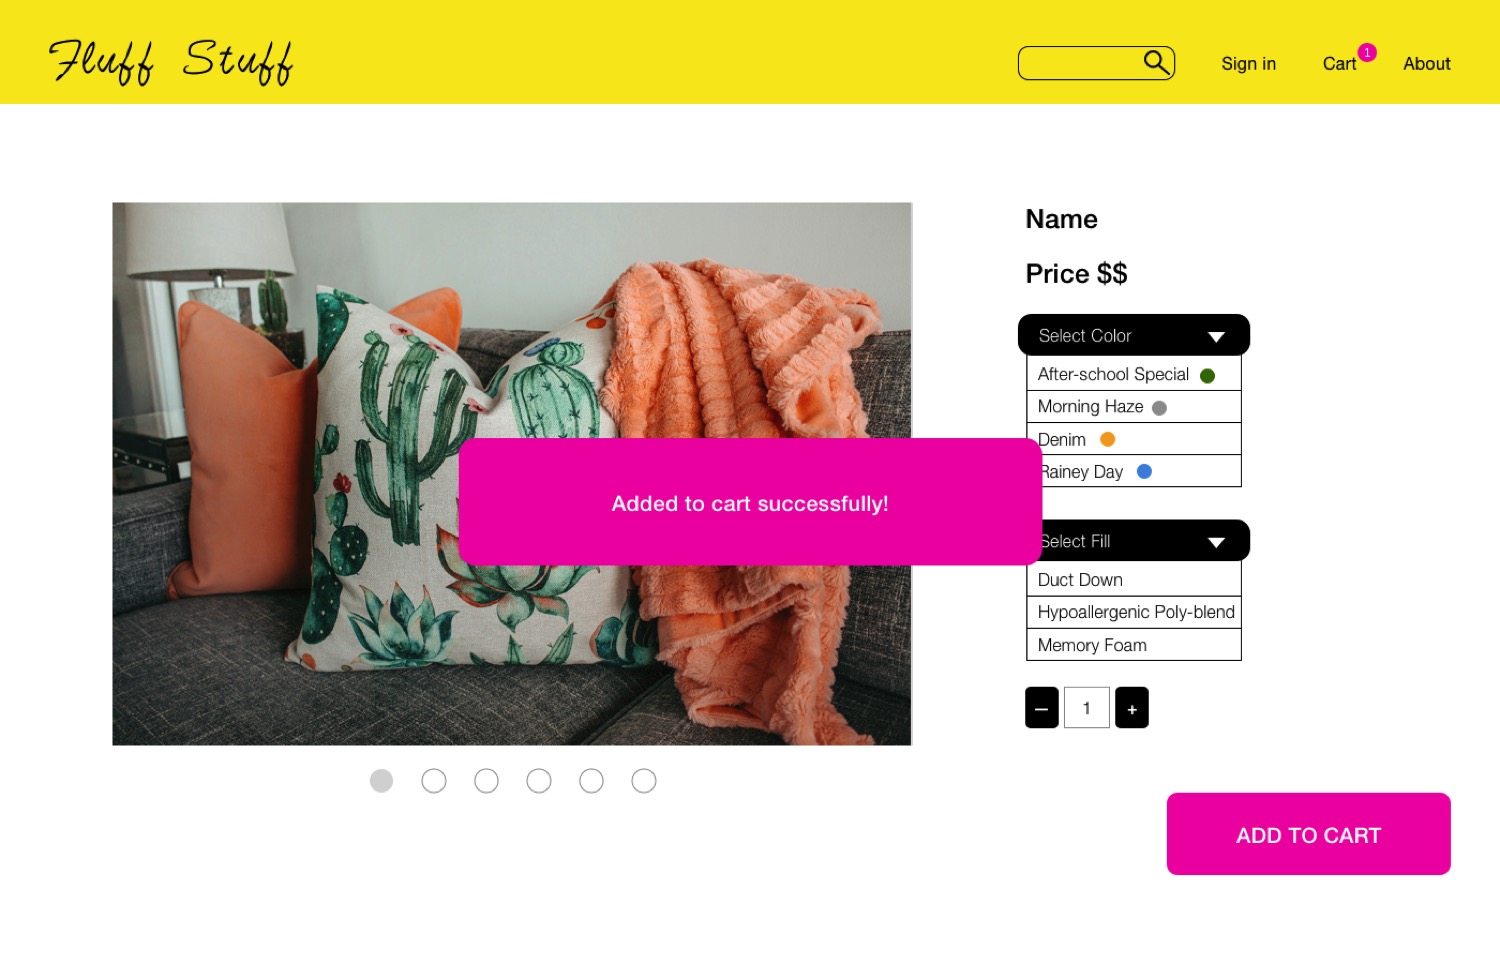 Fluff Stuff
Sign in
Cart
1
About
Name
Price $$
Select Color
After-school Special
Morning Haze
Denim
Rainey Day
Added to cart successfully!
Select Fill
Duct Down
Hypoallergenic Poly-blend
Memory Foam
— 1 +
ADD TO CART